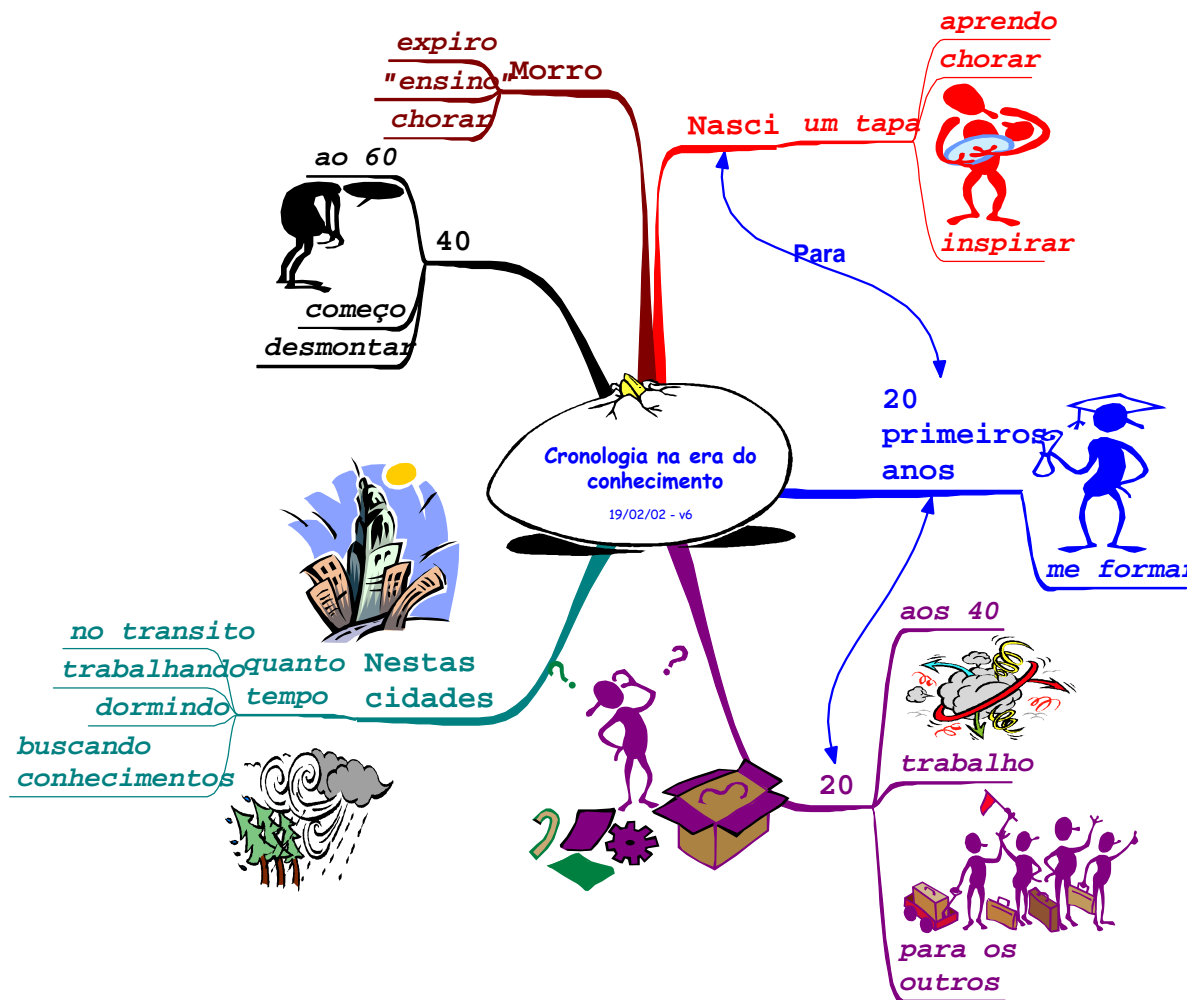 Cronologia na era do
conhecimento
19/02/02 - v6
Nasci
um tapa
aprendo
chorar
inspirar
Para
20
primeiros
anos
me formar
20
aos 40
trabalho
para os
outros
Nestas
cidades
quanto
tempo
no transito
trabalhando
dormindo
buscando
conhecimentos
40
ao 60
começo
desmontar
Morro
expiro
"ensino"
chorar
?
?